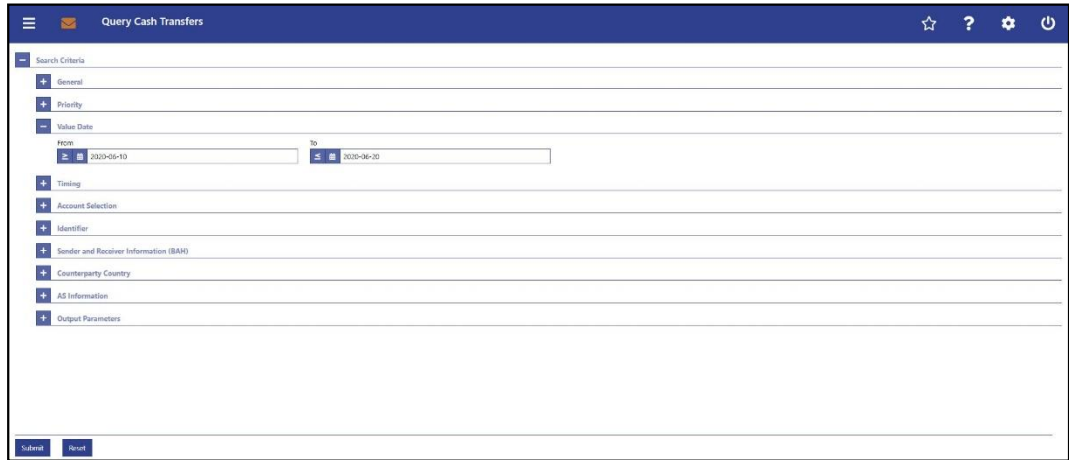 Query Cash Transfers
Search Criteria
General
Priority
Value Date
From To
≥ 2020-06-10 ≤ 2020-06-20
Timing
Account Selection
Identifier
Sender and Receiver Information (BAH)
Counterparty Country
AS Information
Output Parameters
Submit Reset